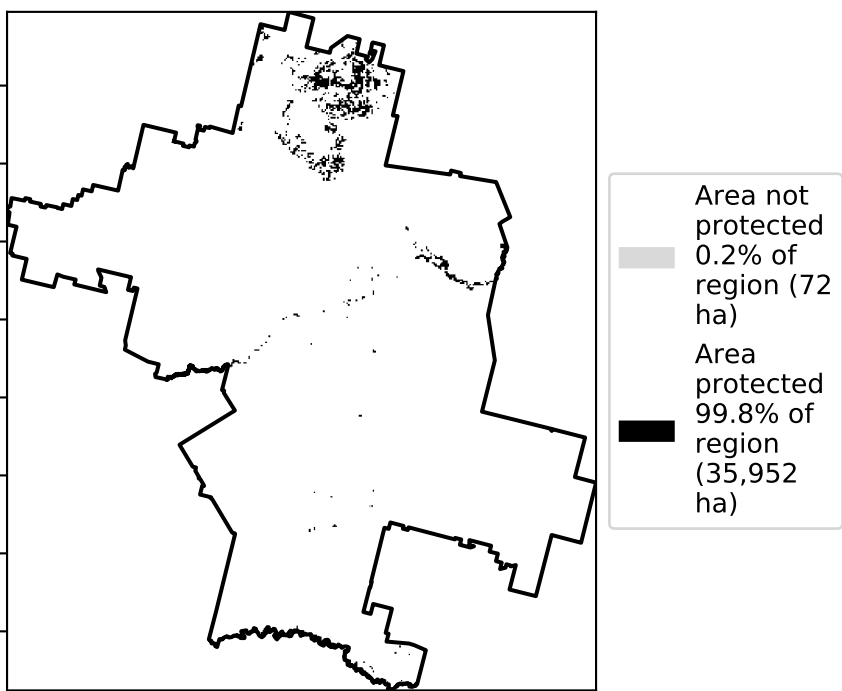 Area not
protected
0.2% of
region (72
ha)
Area
protected
99.8% of
region
(35,952
ha)